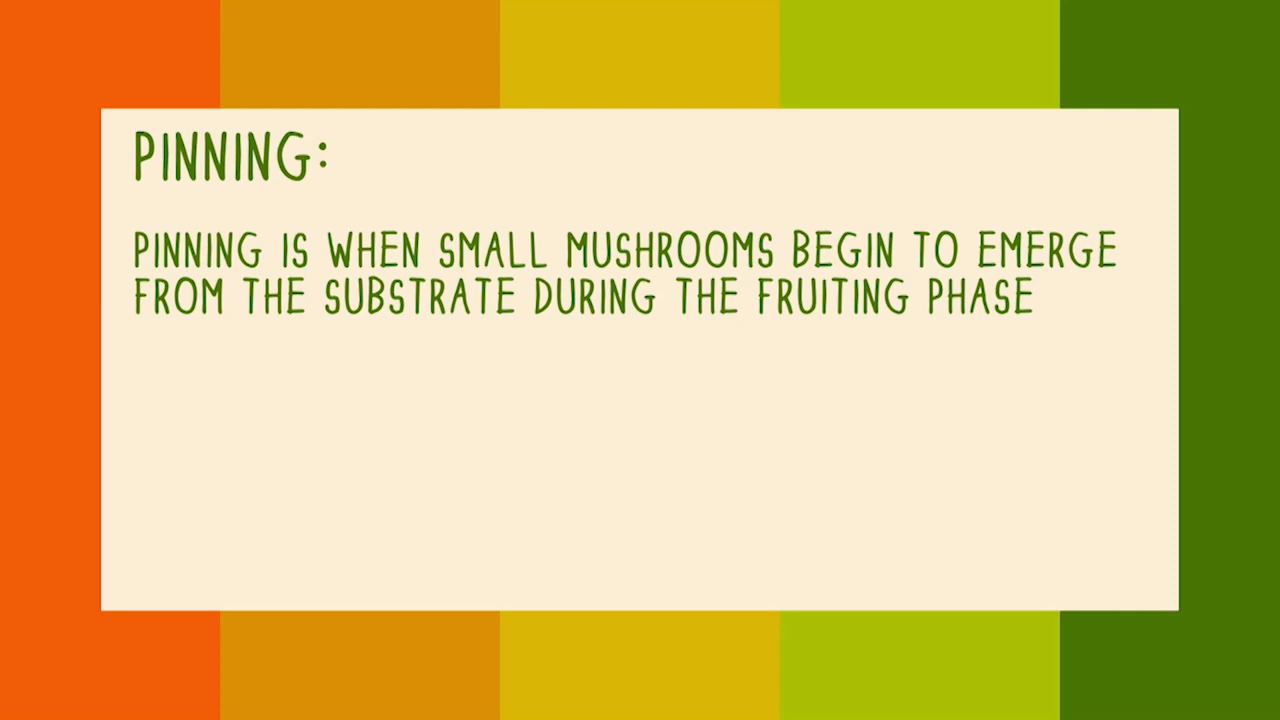 PINNING:
PINNING IS WHEN SMALL MUSHROOMS BEGIN TO EMERGE
FROM THE SUBSTRATE DURING THE FRUITING PHASE